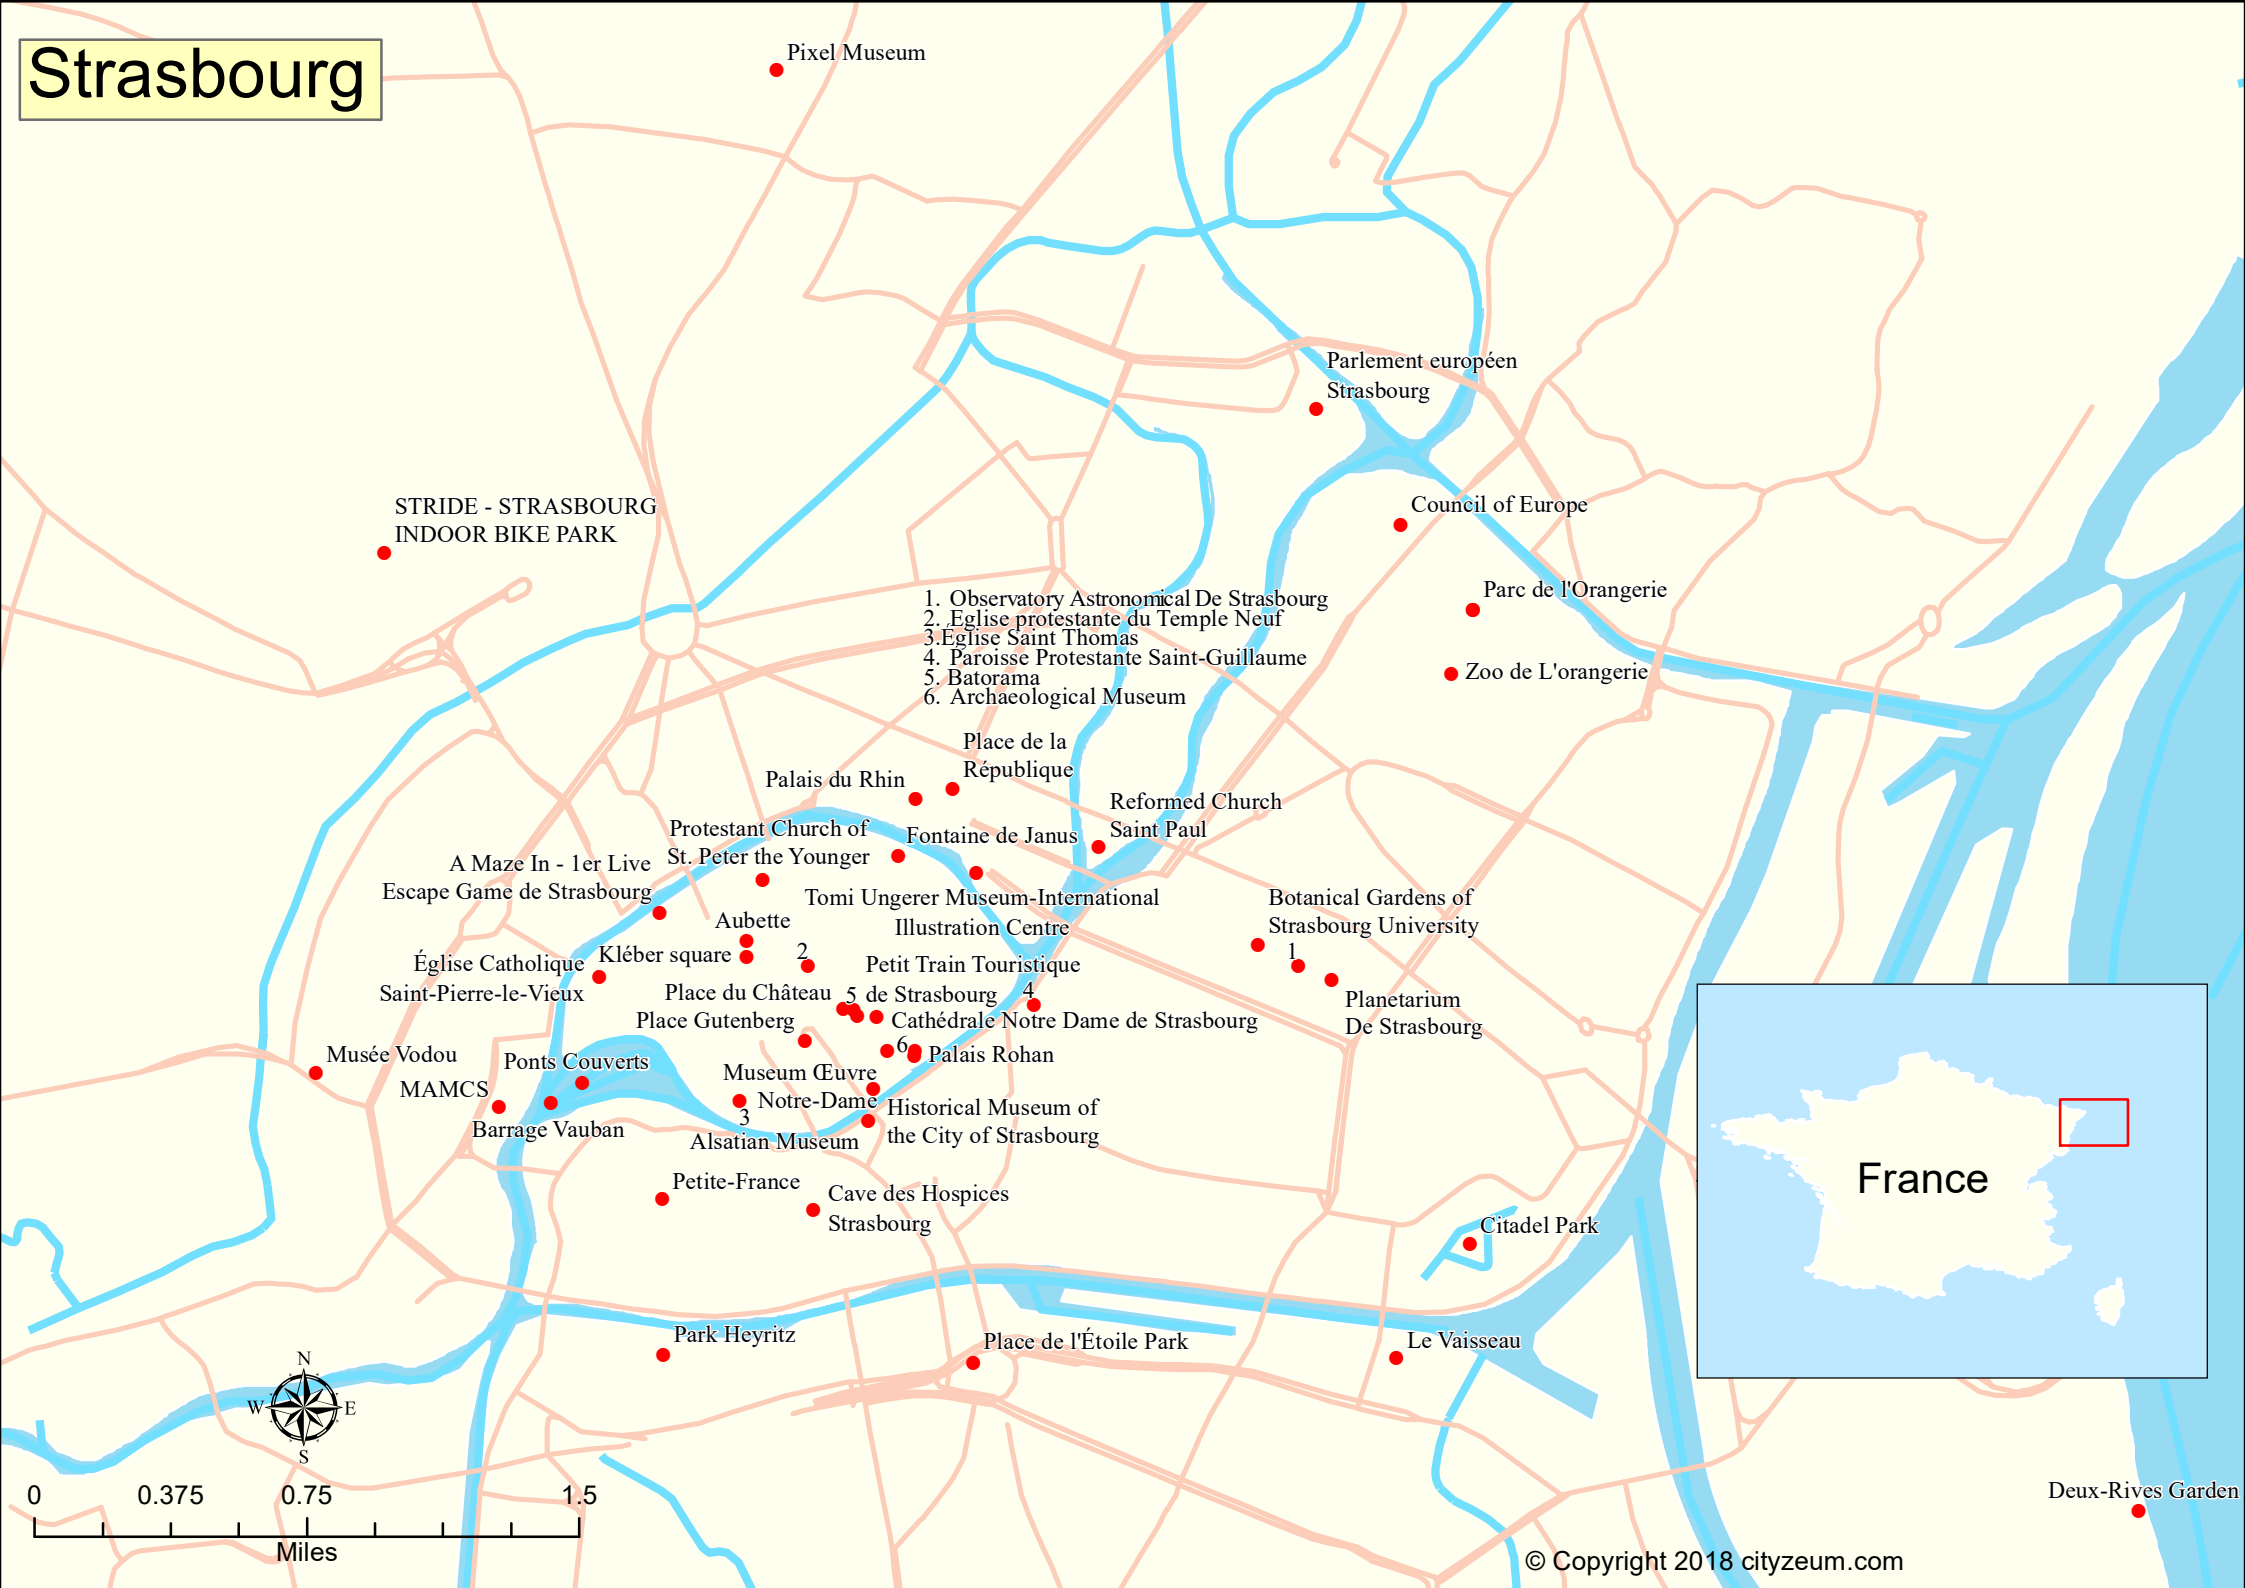 Strasbourg
Pixel Museum
Parlement européen
Strasbourg
STRIDE - STRASBOURG
INDOOR BIKE PARK
Council of Europe
Parc de l'Orangerie
Zoo de L'orangerie
1. Observatory Astronomical De Strasbourg
2. Eglise protestante du Temple Neuf
3.Église Saint Thomas
4. Paroisse Protestante Saint-Guillaume
5. Batorama
6. Archaeological Museum
Place de la
République
Palais du Rhin
Reformed Church
Saint Paul
Protestant Church of
St. Peter the Younger
Fontaine de Janus
A Maze In - 1er Live
Escape Game de Strasbourg
Tomi Ungerer Museum-International
Illustration Centre
Botanical Gardens of
Strasbourg University
Aubette
Kléber square
2
1
Église Catholique
Saint-Pierre-le-Vieux
Petit Train Touristique
de Strasbourg
4
Place du Château
5
Planetarium
De Strasbourg
Place Gutenberg
Cathédrale Notre Dame de Strasbourg
6
Palais Rohan
Musée Vodou
Ponts Couverts
MAMCS
Museum Œuvre
Notre-Dame
3
Historical Museum of
the City of Strasbourg
Barrage Vauban
Alsatian Museum
Petite-France
Cave des Hospices
Strasbourg
Citadel Park
France
Park Heyritz
Place de l'Étoile Park
Le Vaisseau
N
W
E
S
0
0.375
0.75
1.5
Miles
Deux-Rives Garden
© Copyright 2018 cityzeum.com